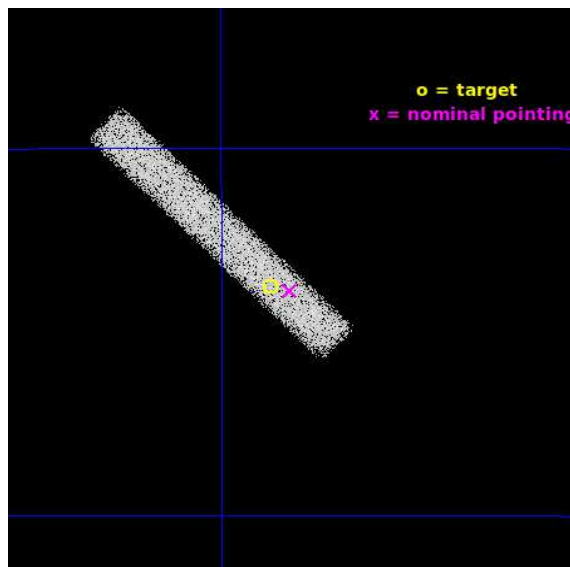 o = target
x = nominal pointing